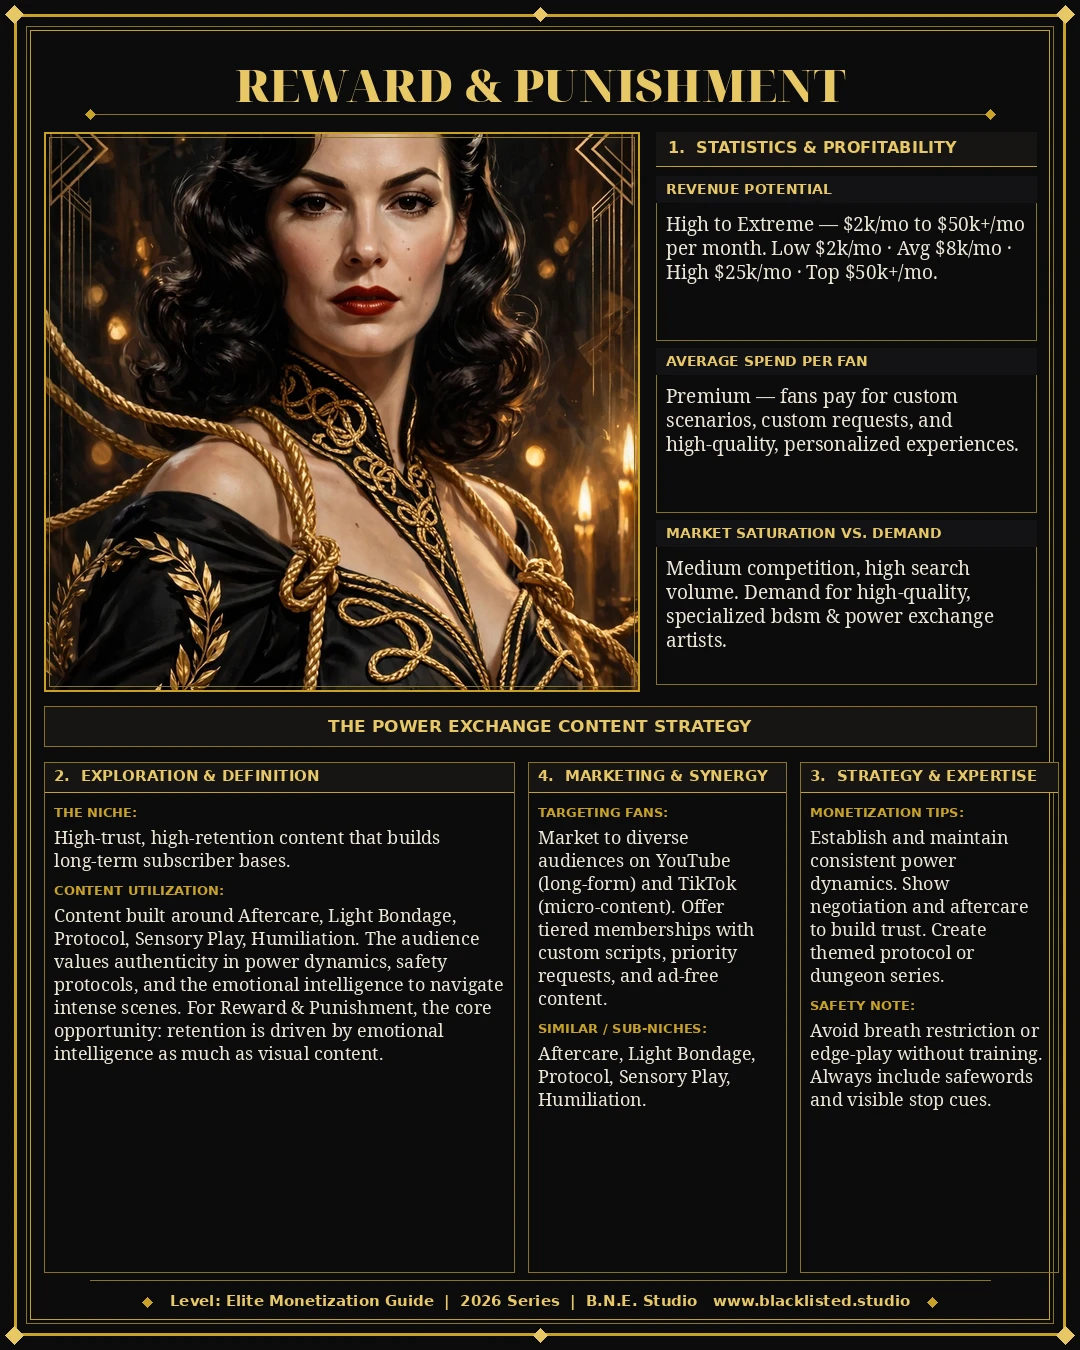 REWARD & PUNISHMENT
1. STATISTICS & PROFITABILITY
REVENUE POTENTIAL
High to Extreme — $2k/mo to $50k+/mo
per month. Low $2k/mo · Avg $8k/mo ·
High $25k/mo · Top $50k+/mo.
AVERAGE SPEND PER FAN
Premium — fans pay for custom
scenarios, custom requests, and
high-quality, personalized experiences.
MARKET SATURATION VS. DEMAND
Medium competition, high search
volume. Demand for high-quality,
specialized bdsm & power exchange
artists.
THE POWER EXCHANGE CONTENT STRATEGY
2. EXPLORATION & DEFINITION
THE NICHE:
High-trust, high-retention content that builds
long-term subscriber bases.
CONTENT UTILIZATION:
Content built around Aftercare, Light Bondage,
Protocol, Sensory Play, Humiliation. The audience
values authenticity in power dynamics, safety
protocols, and the emotional intelligence to navigate
intense scenes. For Reward & Punishment, the core
opportunity: retention is driven by emotional
intelligence as much as visual content.
4. MARKETING & SYNERGY
TARGETING FANS:
Market to diverse
audiences on YouTube
(long-form) and TikTok
(micro-content). Offer
tiered memberships with
custom scripts, priority
requests, and ad-free
content.
SIMILAR / SUB-NICHES:
Aftercare, Light Bondage,
Protocol, Sensory Play,
Humiliation.
3. STRATEGY & EXPERTISE
MONETIZATION TIPS:
Establish and maintain
consistent power
dynamics. Show
negotiation and aftercare
to build trust. Create
themed protocol or
dungeon series.
SAFETY NOTE:
Avoid breath restriction or
edge-play without training.
Always include safewords
and visible stop cues.
Level: Elite Monetization Guide | 2026 Series | B.N.E. Studio www.blacklisted.studio